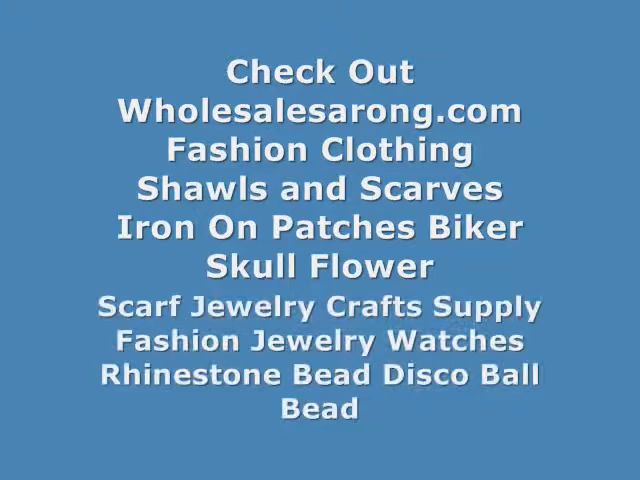 Check Out
Wholesalesarong.com
Fashion Clothing
Shawls and Scarves
Iron On Patches Biker
Skull Flower
Scarf Jewelry Crafts Supply
Fashion Jewelry Watches
Rhinestone Bead Disco Ball
Bead